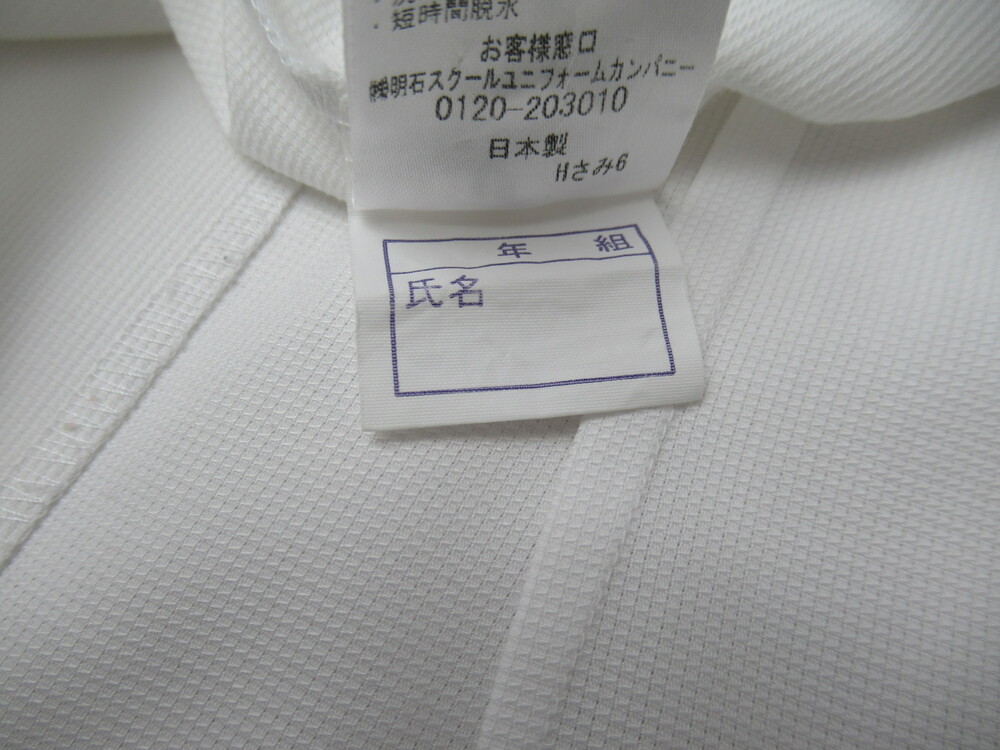 ・短時間脱水
お客様窓口
㈱明石スクールユニフォームカンパニー
0120-203010
日本製
Hさみ6
年 組
氏名